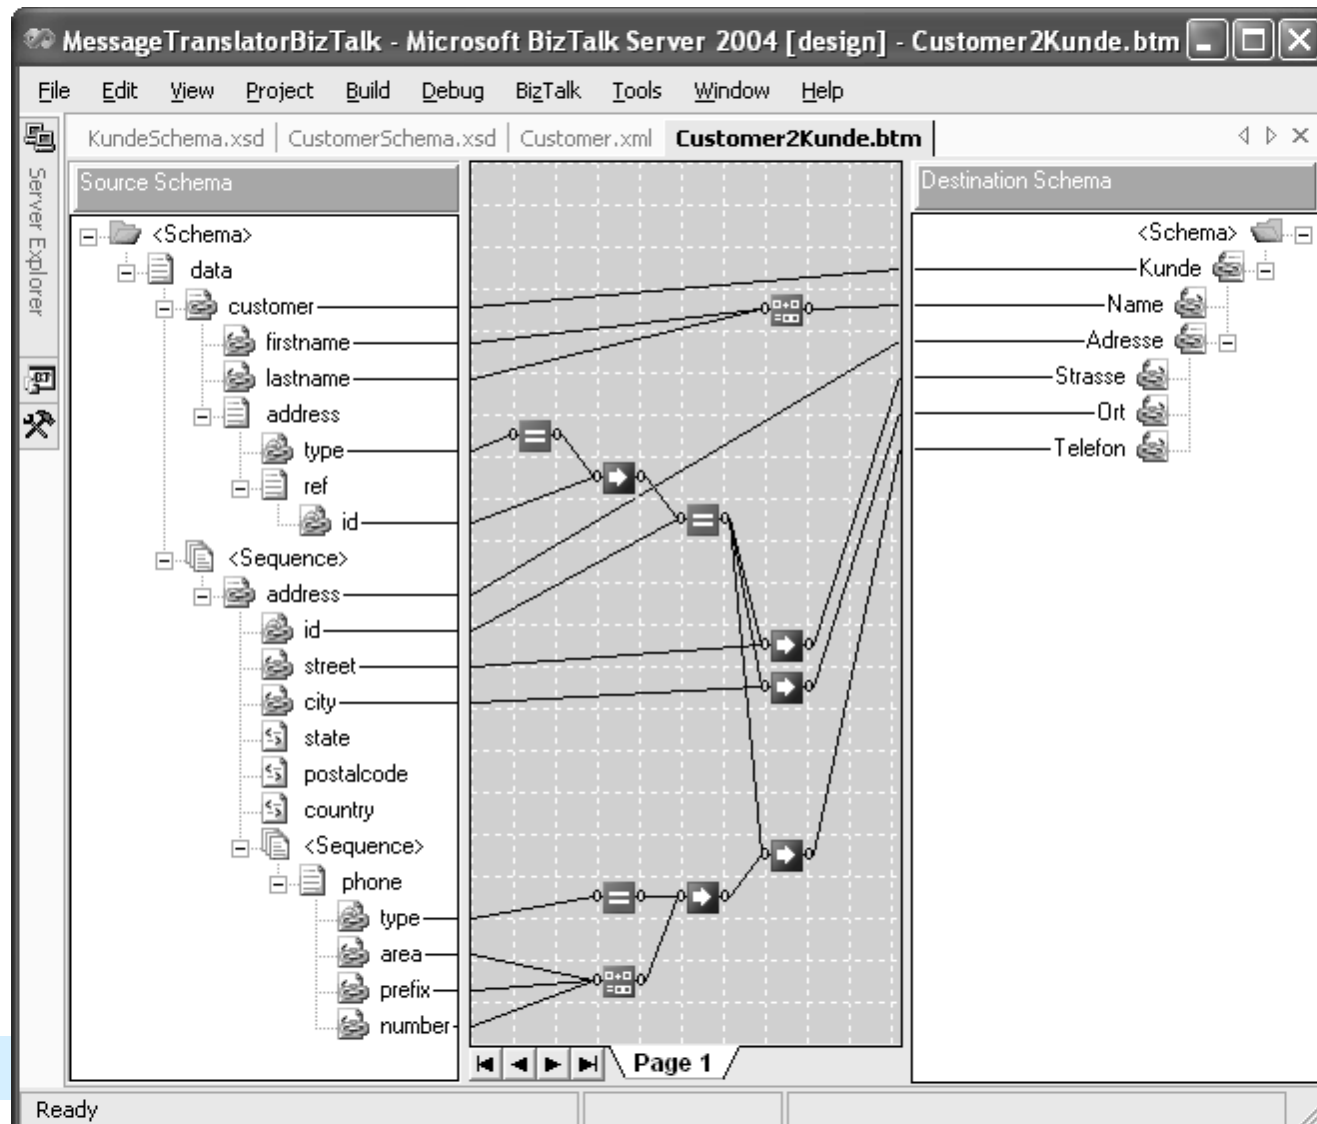 MessageTranslatorBizTalk - Microsoft BizTalk Server 2004 [design] - Customer2Kunde.btm
File Edit View Project Build Debug BizTalk Tools Window Help
KundeSchema.xsd CustomerSchema.xsd Customer.xml Customer2Kunde.btm
Server Explorer
Source Schema
<Schema>
data
customer
firstname
lastname
address
type
ref
id
<Sequence>
address
id
street
city
state
postalcode
country
<Sequence>
phone
type
area
prefix
number
Page 1
Destination Schema
<Schema>
Kunde
Name
Adresse
Strasse
Ort
Telefon
Ready